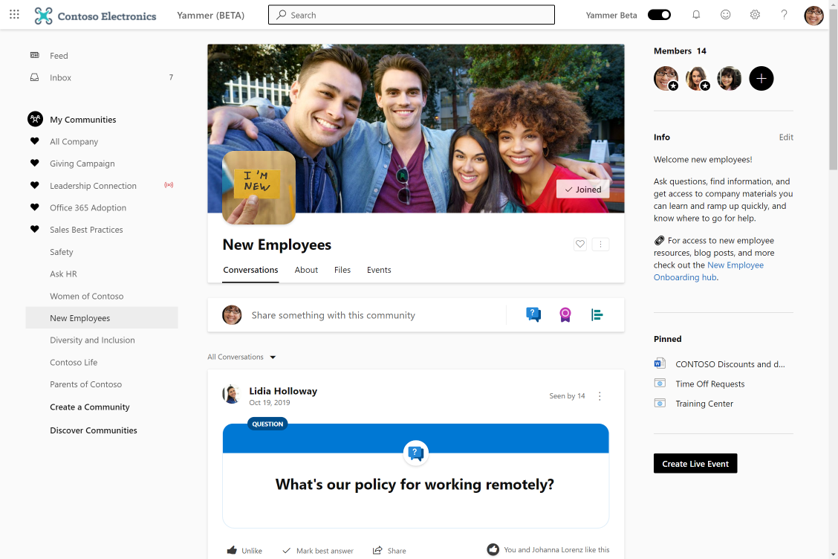 Contoso Electronics
Yammer (BETA)
Search
Yammer Beta
?
Feed
Inbox
7
My Communities
All Company
Giving Campaign
Leadership Connection
Office 365 Adoption
Sales Best Practices
Safety
Ask HR
Women of Contoso
New Employees
Diversity and Inclusion
Contoso Life
Parents of Contoso
Create a Community
Discover Communities
I'M
NEW
Joined
New Employees
Conversations
About
Files
Events
Share something with this community
All Conversations
Lidia Holloway
Oct 19, 2019
Seen by 14
QUESTION
?
What's our policy for working remotely?
Unlike
Mark best answer
Share
You and Johanna Lorenz like this
Members 14
Info
Edit
Welcome new employees!
Ask questions, find information, and
get access to company materials you
can learn and ramp up quickly, and
know where to go for help.
For access to new employee
resources, blog posts, and more
check out the New Employee
Onboarding hub.
Pinned
CONTOSO Discounts and d...
Time Off Requests
Training Center
Create Live Event